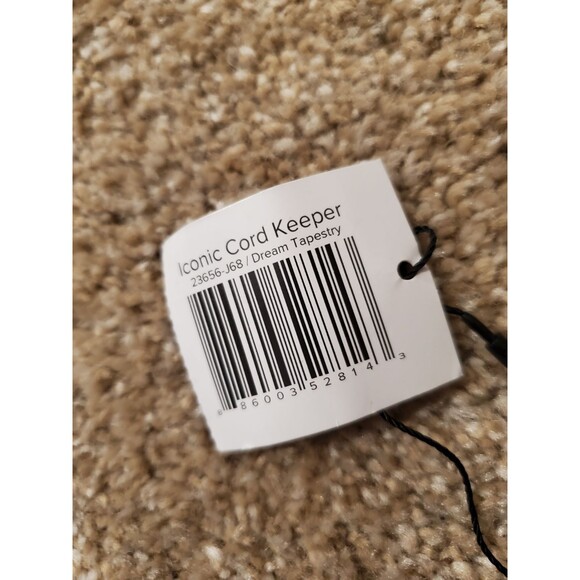 Iconic Cord Keeper
23656-J68 / Dream Tapestry
8 86003 52814 3